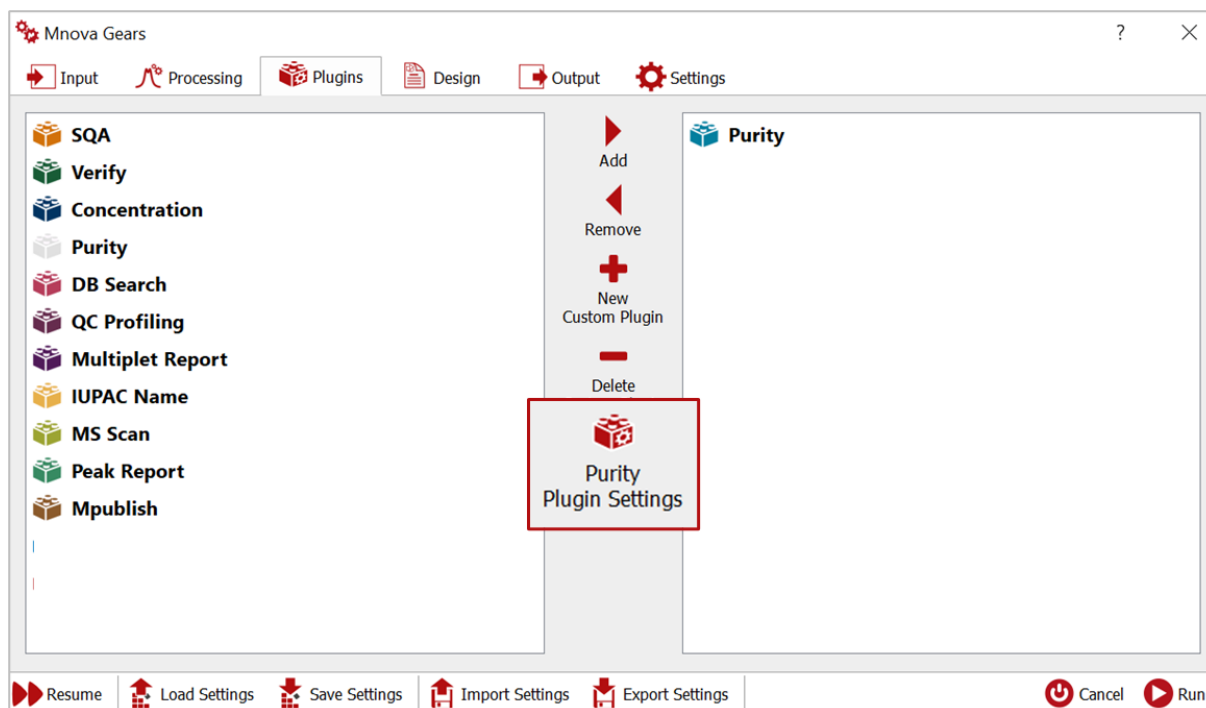 Mnova Gears
?
Input
Processing
Plugins
Design
Output
Settings
SQA
Verify
Concentration
Purity
DB Search
QC Profiling
Multiplet Report
IUPAC Name
MS Scan
Peak Report
Mpublish
Add
Remove
New
Custom Plugin
Delete
Purity
Plugin Settings
Purity
Resume
Load Settings
Save Settings
Import Settings
Export Settings
Cancel
Run